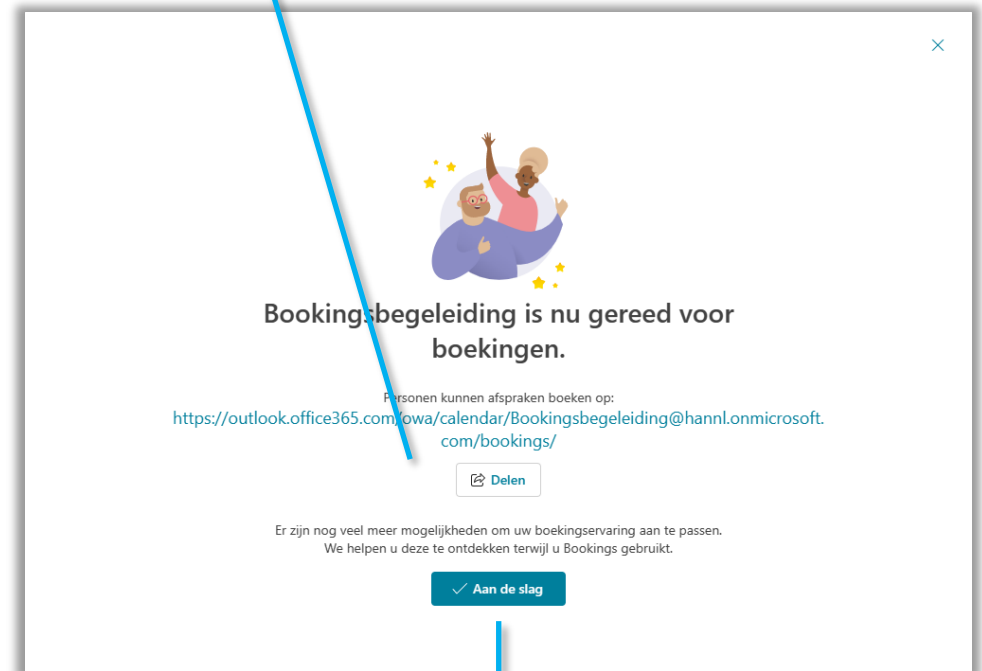 Bookingsbegeleiding is nu gereed voor
boekingen.
Personen kunnen afspraken boeken op:
https://outlook.office365.com/owa/calendar/Bookingsbegeleiding@hannl.onmicrosoft.
com/bookings/
Delen
Er zijn nog veel meer mogelijkheden om uw boekingservaring aan te passen.
We helpen u deze te ontdekken terwijl u Bookings gebruikt.
Aan de slag